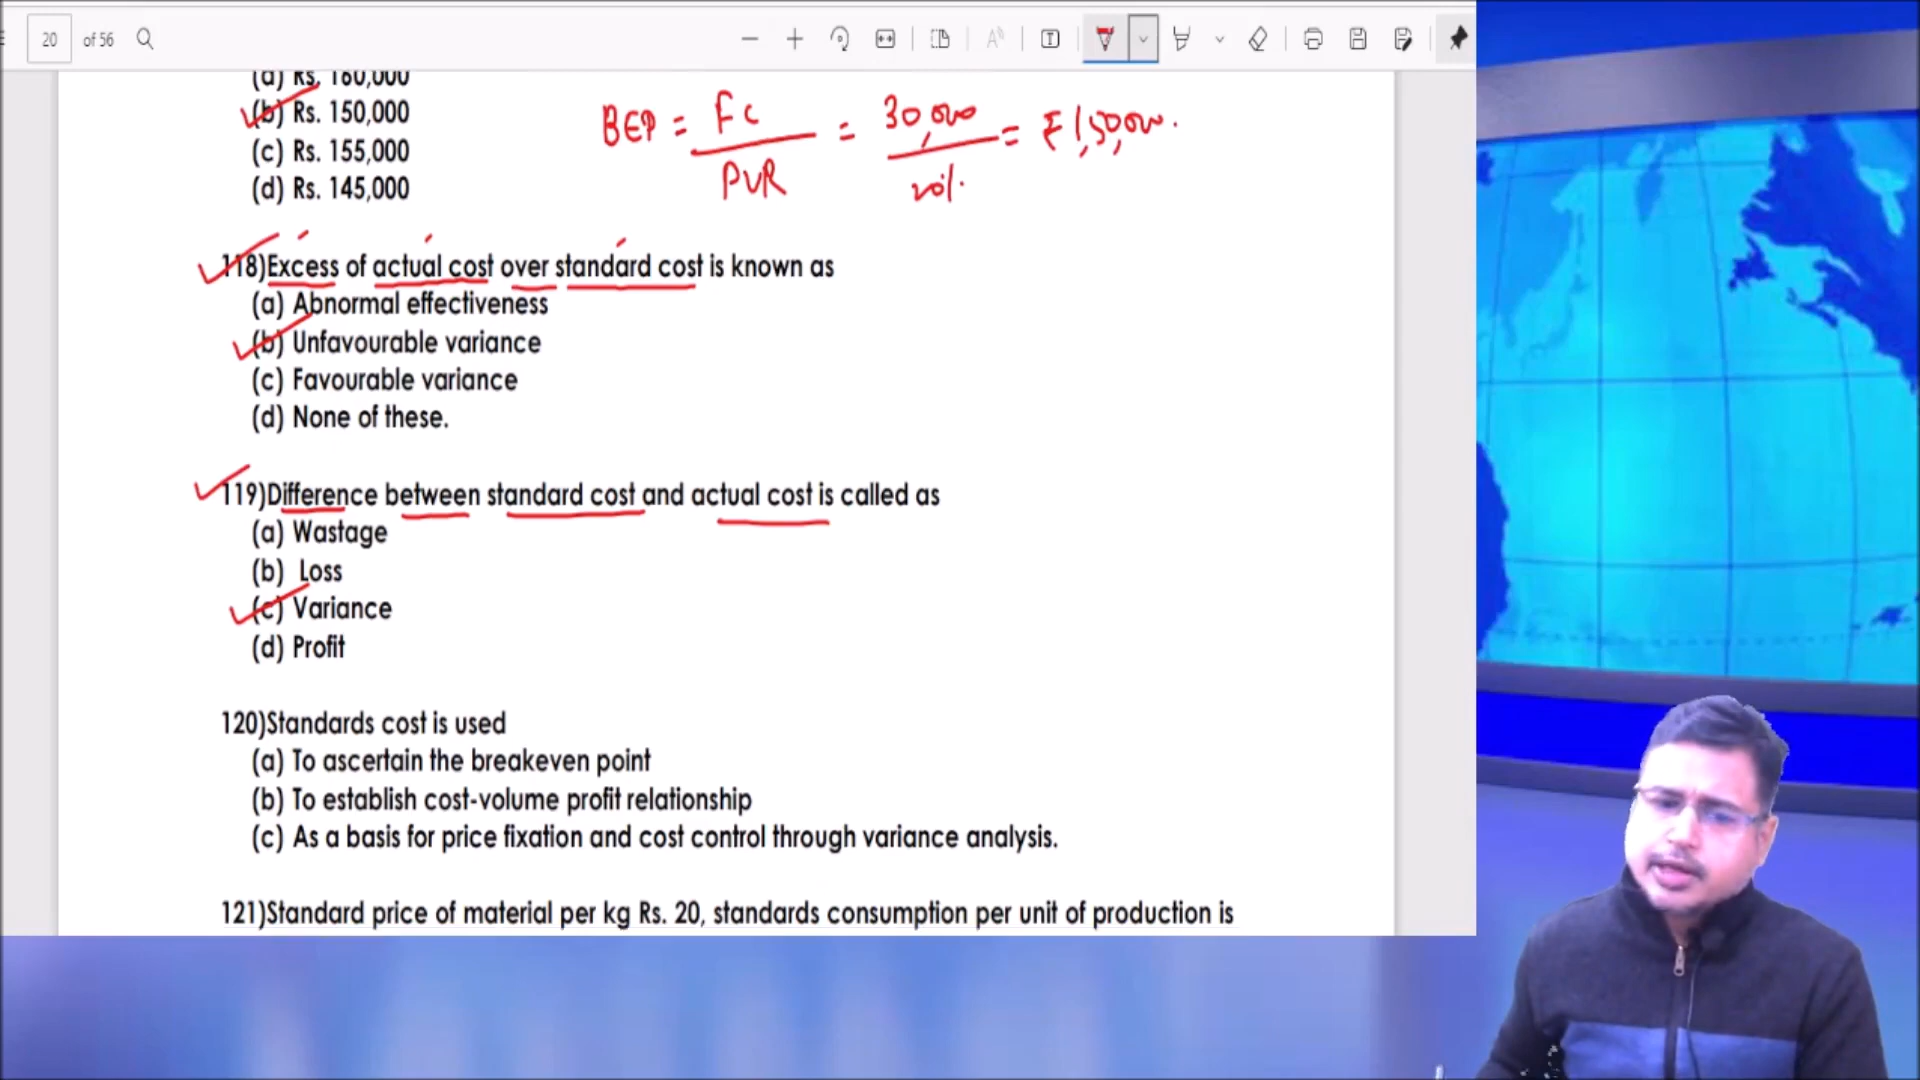 20 of 56
(a) Rs. 160,000
(b) Rs. 150,000
(c) Rs. 155,000
(d) Rs. 145,000
BEP = FC / PVR = 30,000 / 20% = ₹1,50,000.
118)Excess of actual cost over standard cost is known as
(a) Abnormal effectiveness
(b) Unfavourable variance
(c) Favourable variance
(d) None of these.
119)Difference between standard cost and actual cost is called as
(a) Wastage
(b) Loss
(c) Variance
(d) Profit
120)Standards cost is used
(a) To ascertain the breakeven point
(b) To establish cost-volume profit relationship
(c) As a basis for price fixation and cost control through variance analysis.
121)Standard price of material per kg Rs. 20, standards consumption per unit of production is